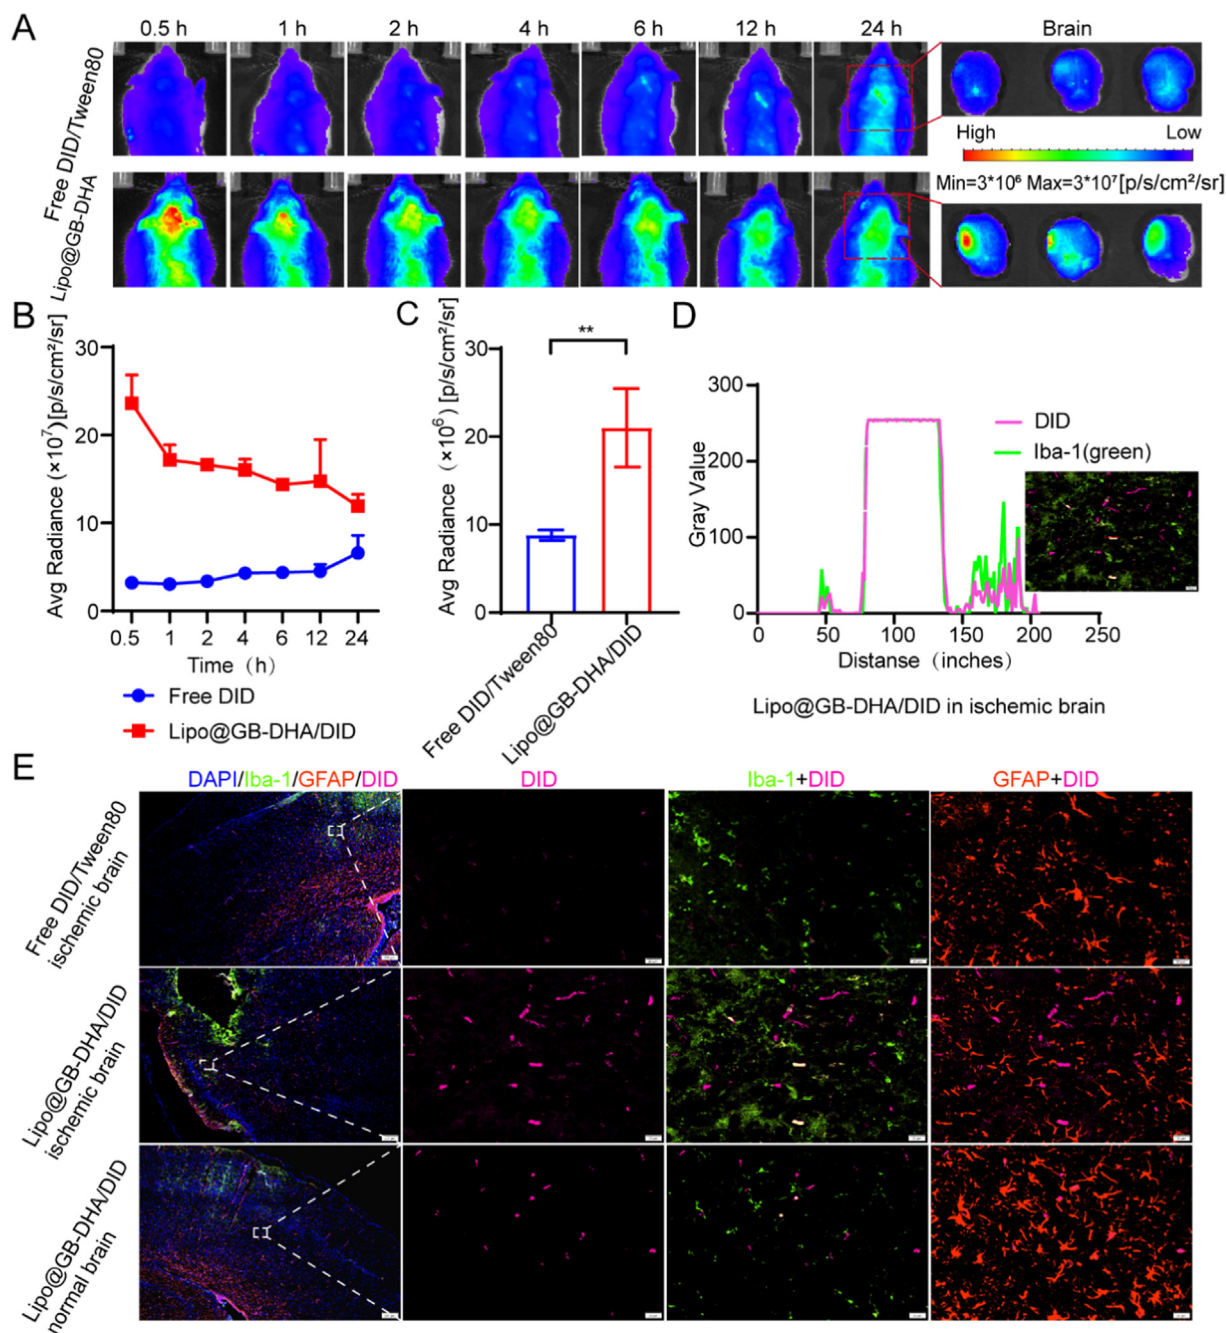 A
0.5 h 1 h 2 h 4 h 6 h 12 h 24 h Brain
Free DID/Tween80
Lipo@GB-DHA
High Low
Min=3*10⁶ Max=3*10⁷[p/s/cm²/sr]
B
Avg Radiance (×10⁷)[p/s/cm²/sr]
30
20
10
0
0.5 1 2 4 6 12 24
Time (h)
Free DID
Lipo@GB-DHA/DID
C
Avg Radiance (×10⁶) [p/s/cm²/sr]
**
30
20
10
0
Free DID/Tween80
Lipo@GB-DHA/DID
D
Gray Value
300
200
100
0
0 50 100 150 200 250
Distanse (inches)
DID
Iba-1(green)
Lipo@GB-DHA/DID in ischemic brain
E
DAPI/Iba-1/GFAP/DID DID Iba-1+DID GFAP+DID
Free DID/Tween80
ischemic brain
Lipo@GB-DHA/DID
ischemic brain
Lipo@GB-DHA/DID
normal brain